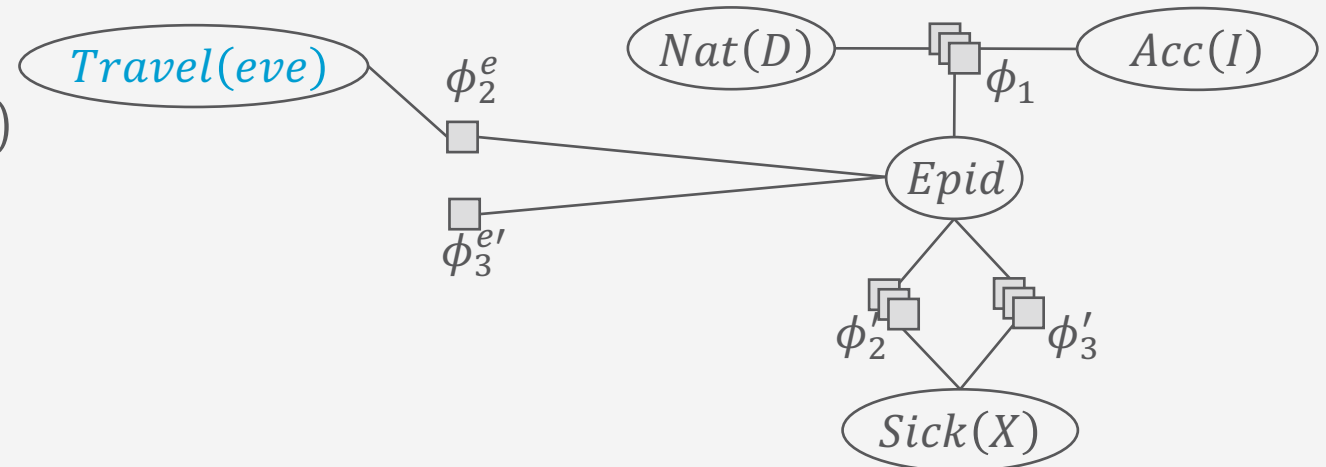 Nat(D)
Acc(I)
Travel(eve)
ϕ₁
ϕ₂ᵉ
)
Epid
ϕ₃ᵉ′
ϕ₂′
ϕ₃′
Sick(X)